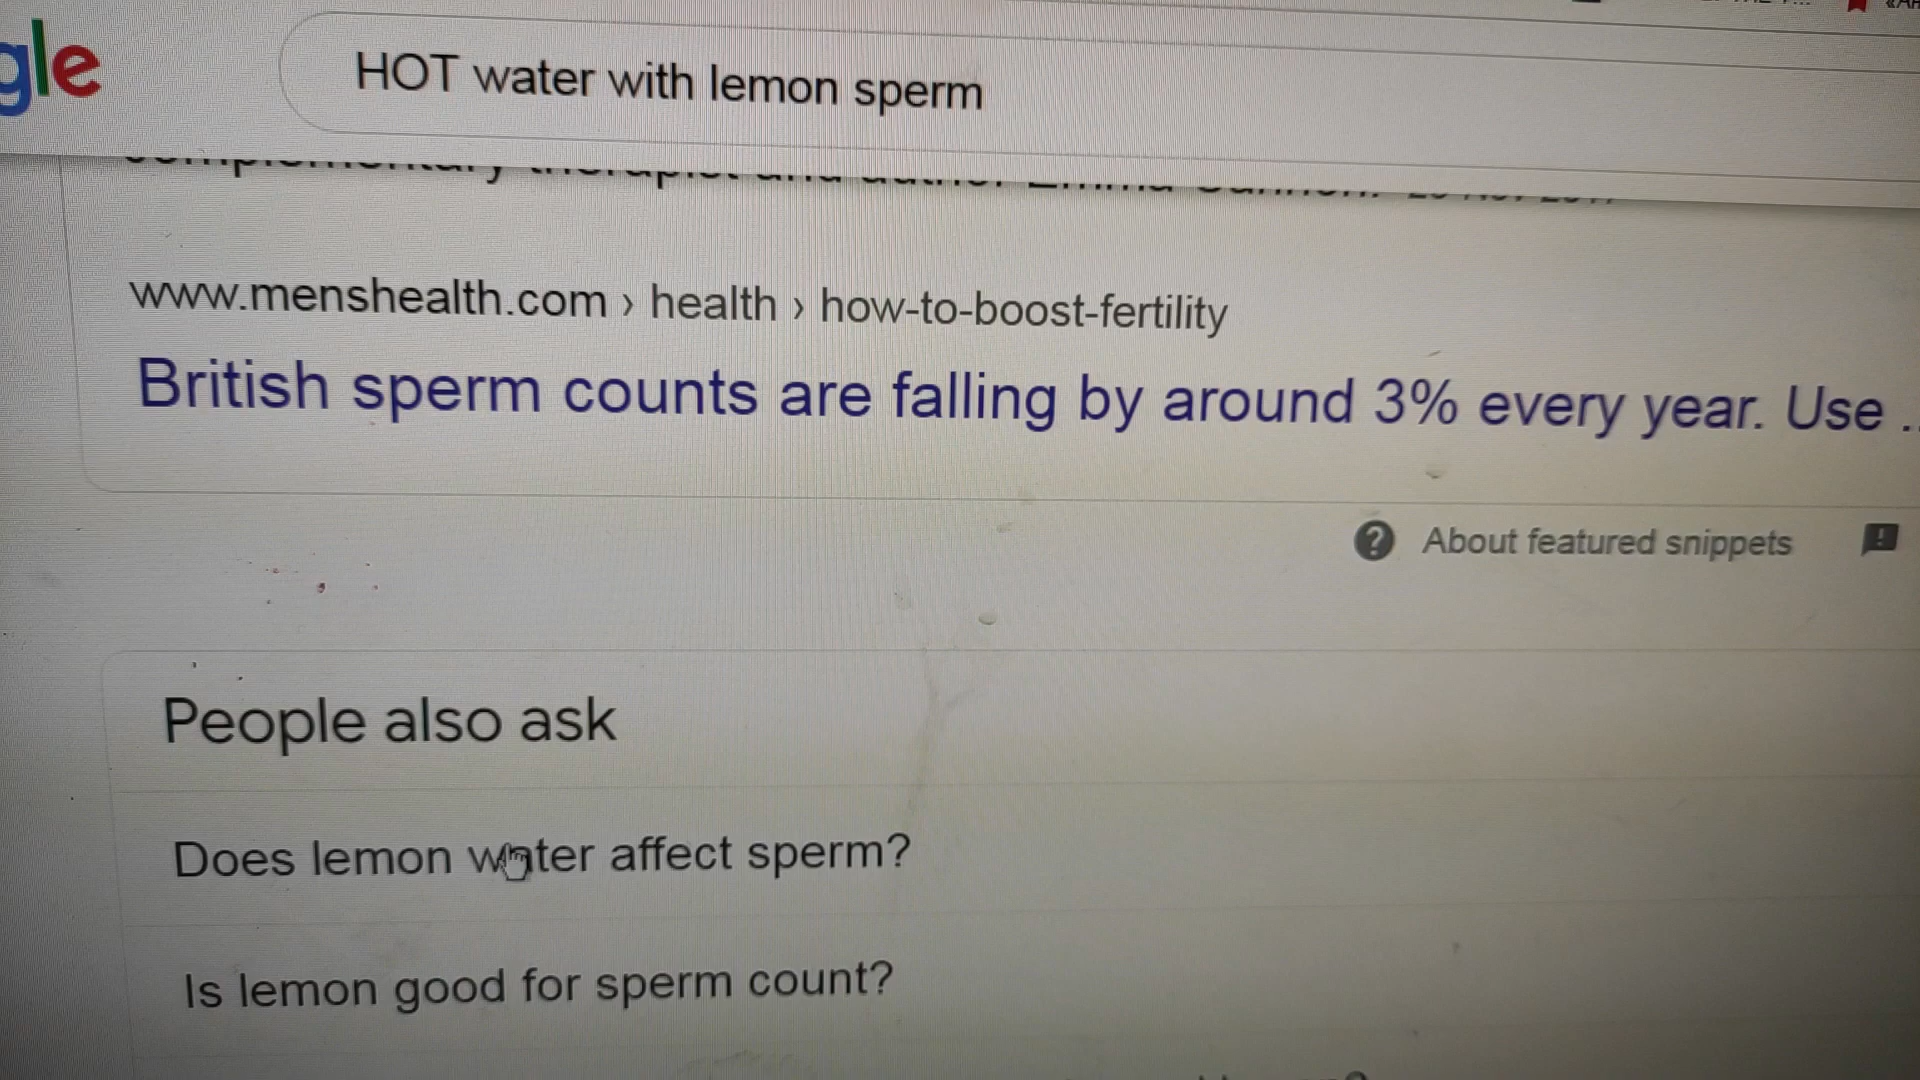 gle
HOT water with lemon sperm
www.menshealth.com › health › how-to-boost-fertility
British sperm counts are falling by around 3% every year. Use ..
About featured snippets
People also ask
Does lemon water affect sperm?
Is lemon good for sperm count?